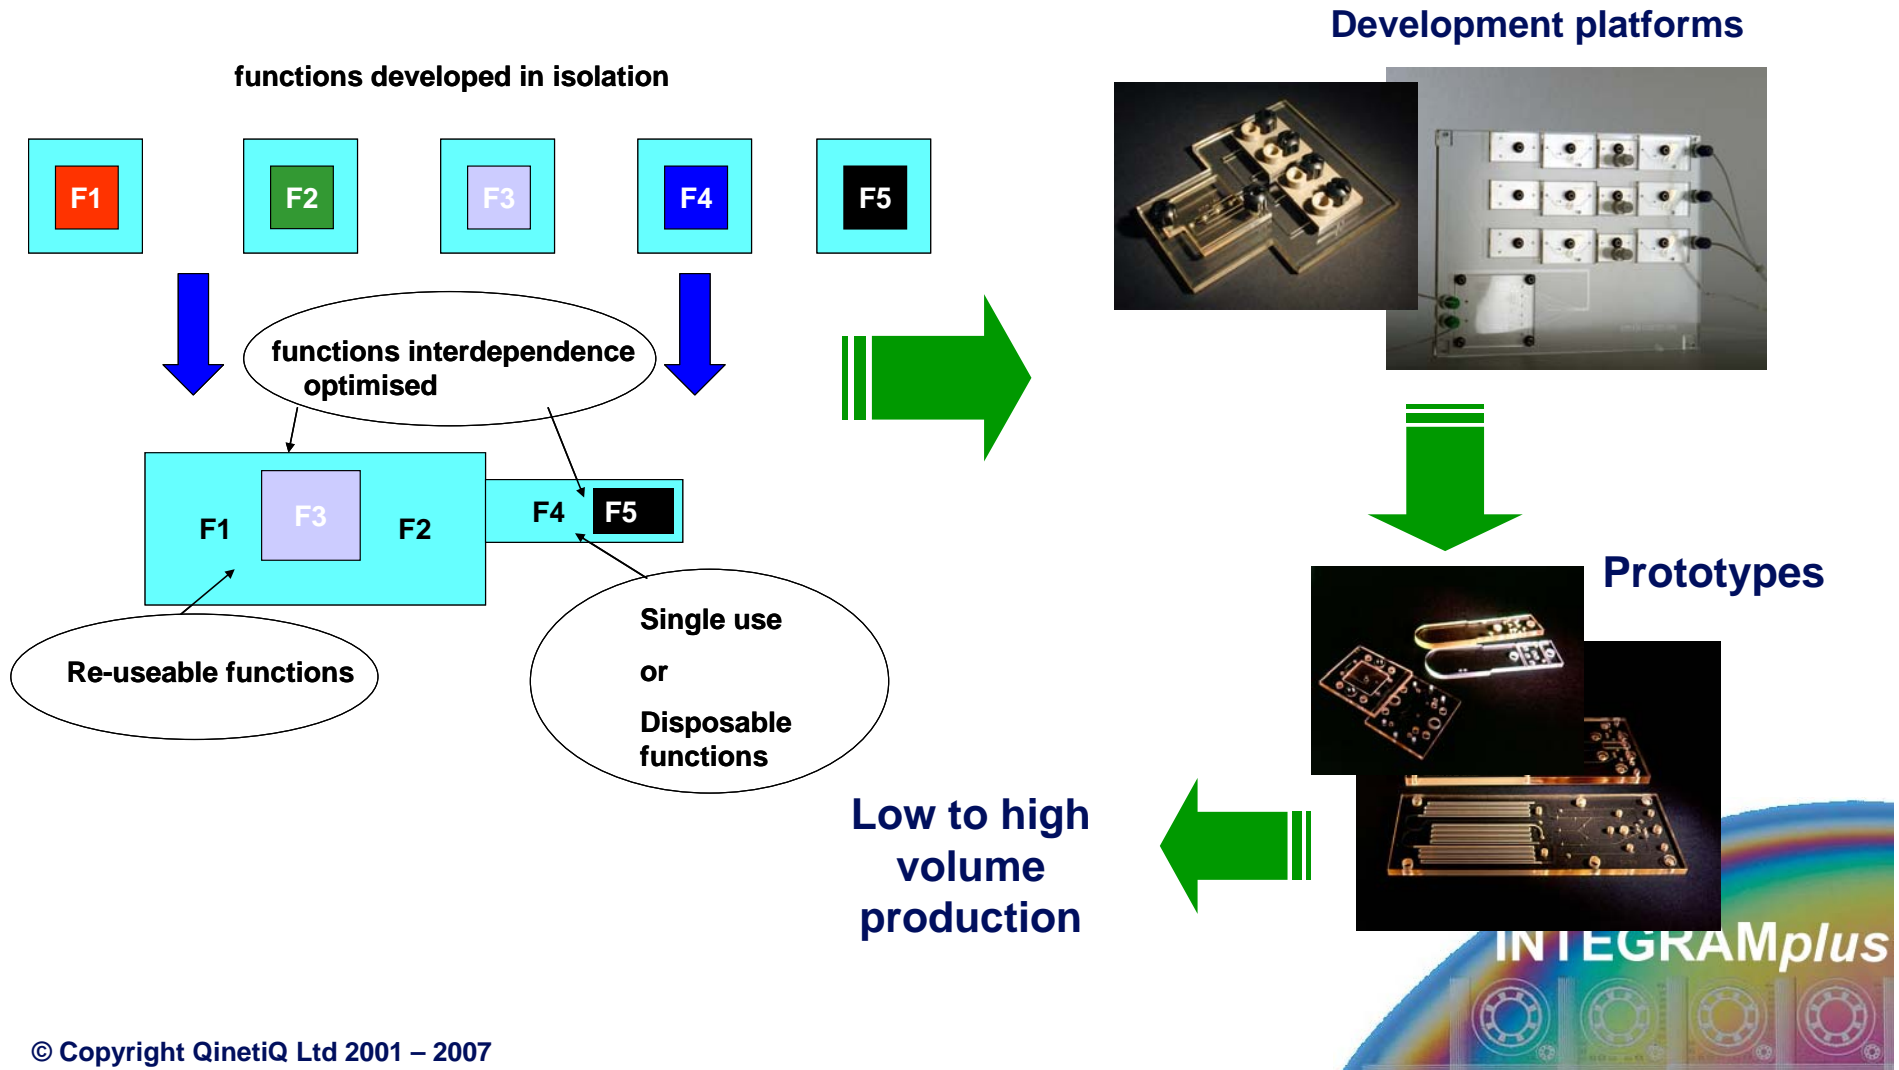 Development platforms
functions developed in isolation
F1
F2
F3
F4
F5
functions interdependence
optimised
F1
F3
F2
F4
F5
Prototypes
Re-useable functions
Single use
or
Disposable
functions
Low to high
volume
production
INTEGRAMplus
© Copyright QinetiQ Ltd 2001 – 2007